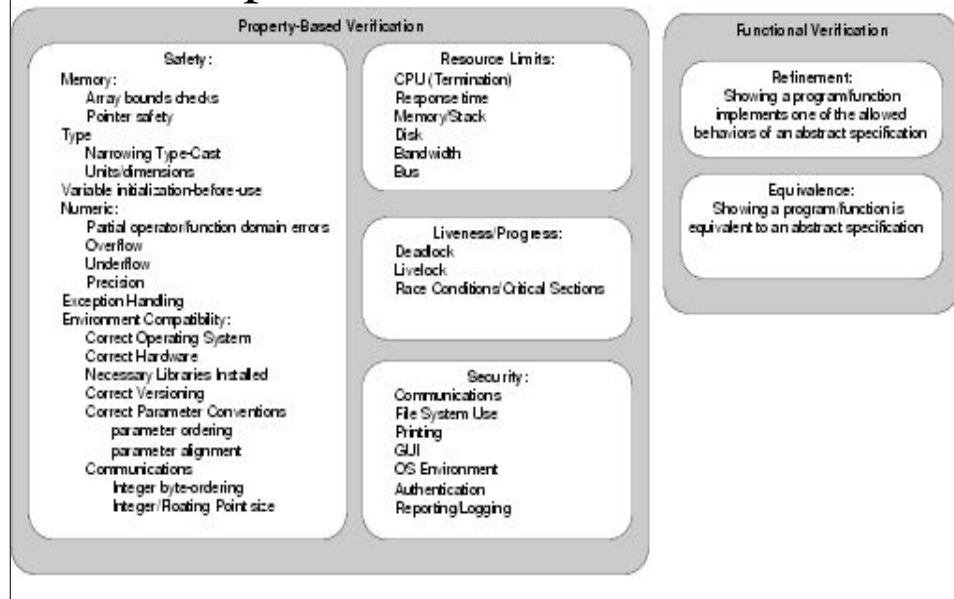 Property-Based Verification
Safety:
Memory:
Array bounds checks
Pointer safety
Type
Narrowing Type-Cast
Units/dimensions
Variable initialization-before-use
Numeric:
Partial operator/function domain errors
Overflow
Underflow
Precision
Exception Handling
Environment Compatibility:
Correct Operating System
Correct Hardware
Necessary Libraries Installed
Correct Versioning
Correct Parameter Conventions
parameter ordering
parameter alignment
Communications
Integer byte-ordering
Integer/Floating Point size
Resource Limits:
CPU (Termination)
Response time
Memory/Stack
Disk
Bandwidth
Bus
Liveness/Progress:
Deadlock
Livelock
Race Conditions/Critical Sections
Security:
Communications
File System Use
Printing
GUI
OS Environment
Authentication
Reporting/Logging
Functional Verification
Refinement:
Showing a program/function
implements one of the allowed
behaviors of an abstract specification
Equivalence:
Showing a program/function is
equivalent to an abstract specification